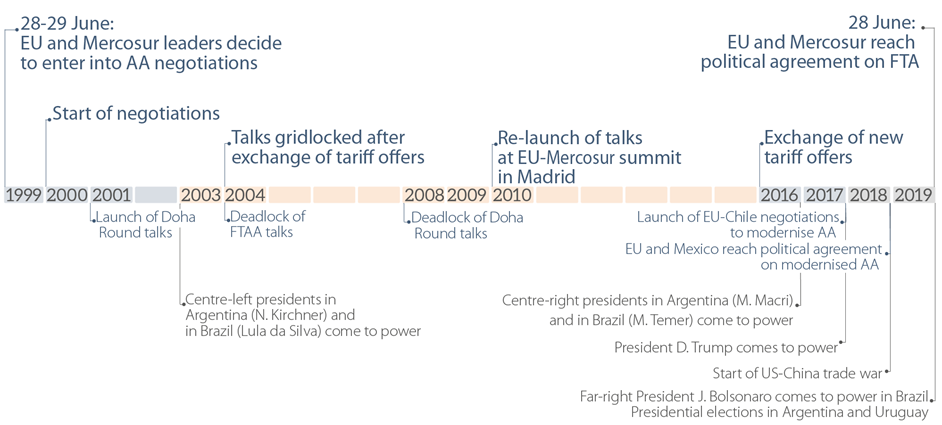 28-29 June:
EU and Mercosur leaders decide
to enter into AA negotiations
28 June:
EU and Mercosur reach
political agreement on FTA
Start of negotiations
Talks gridlocked after
exchange of tariff offers
Re-launch of talks
at EU-Mercosur summit
in Madrid
Exchange of new
tariff offers
1999 2000 2001 2003 2004 2008 2009 2010 2016 2017 2018 2019
Launch of Doha
Round talks
Deadlock of
FTAA talks
Deadlock of Doha
Round talks
Launch of EU-Chile negotiations
to modernise AA
EU and Mexico reach political agreement
on modernised AA
Centre-left presidents in
Argentina (N. Kirchner) and
in Brazil (Lula da Silva) come to power
Centre-right presidents in Argentina (M. Macri)
and in Brazil (M. Temer) come to power
President D. Trump comes to power
Start of US-China trade war
Far-right President J. Bolsonaro comes to power in Brazil.
Presidential elections in Argentina and Uruguay